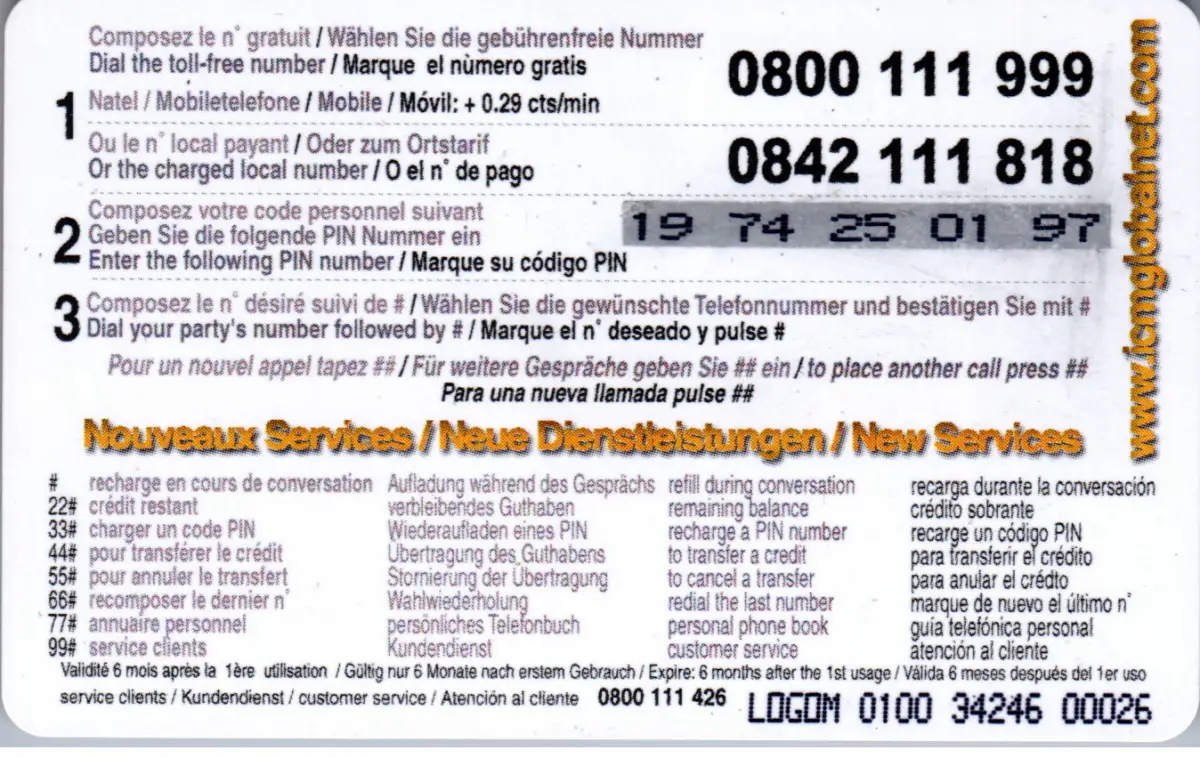 Composez le n° gratuit / Wählen Sie die gebührenfreie Nummer
Dial the toll-free number / Marque el nùmero gratis
0800 111 999
1
Natel / Mobiletelefone / Mobile / Móvil: + 0.29 cts/min
Ou le n° local payant / Oder zum Ortstarif
Or the charged local number / O el n° de pago
0842 111 818
2
Composez votre code personnel suivant
Geben Sie die folgende PIN Nummer ein
Enter the following PIN number / Marque su código PIN
19 74 25 01 97
3
Composez le n° désiré suivi de # / Wählen Sie die gewünschte Telefonnummer und bestätigen Sie mit #
Dial your party's number followed by # / Marque el n° deseado y pulse #
Pour un nouvel appel tapez ## / Für weitere Gespräche geben Sie ## ein / to place another call press ##
Para una nueva llamada pulse ##
Nouveaux Services / Neue Dienstleistungen / New Services
# recharge en cours de conversation Aufladung während des Gesprächs refill during conversation recarga durante la conversación
22# crédit restant verbleibendes Guthaben remaining balance crédito sobrante
33# charger un code PIN Wiederaufladen eines PIN recharge a PIN number recarge un código PIN
44# pour transférer le crédit Übertragung des Guthabens to transfer a credit para transferir el crédito
55# pour annuler le transfert Stornierung der Übertragung to cancel a transfer para anular el crédto
66# recomposer le dernier n° Wahlwiederholung redial the last number marque de nuevo el último n°
77# annuaire personnel persönliches Telefonbuch personal phone book guia telefónica personal
99# service clients Kundendienst customer service atención al cliente
Validité 6 mois après la 1ère utilisation / Gültig nur 6 Monate nach erstem Gebrauch / Expire: 6 months after the 1st usage / Válida 6 meses después del 1er uso
service clients / Kundendienst / customer service / Atención al cliente 0800 111 426
LOGOM 0100 34246 00026
www.icmglobalnet.com